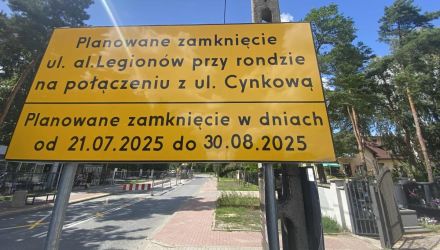 Planowane zamknięcie
ul. al.Legionów przy rondzie
na połączeniu z ul. Cynkową
Planowane zamknięcie w dniach
od 21.07.2025 do 30.08.2025